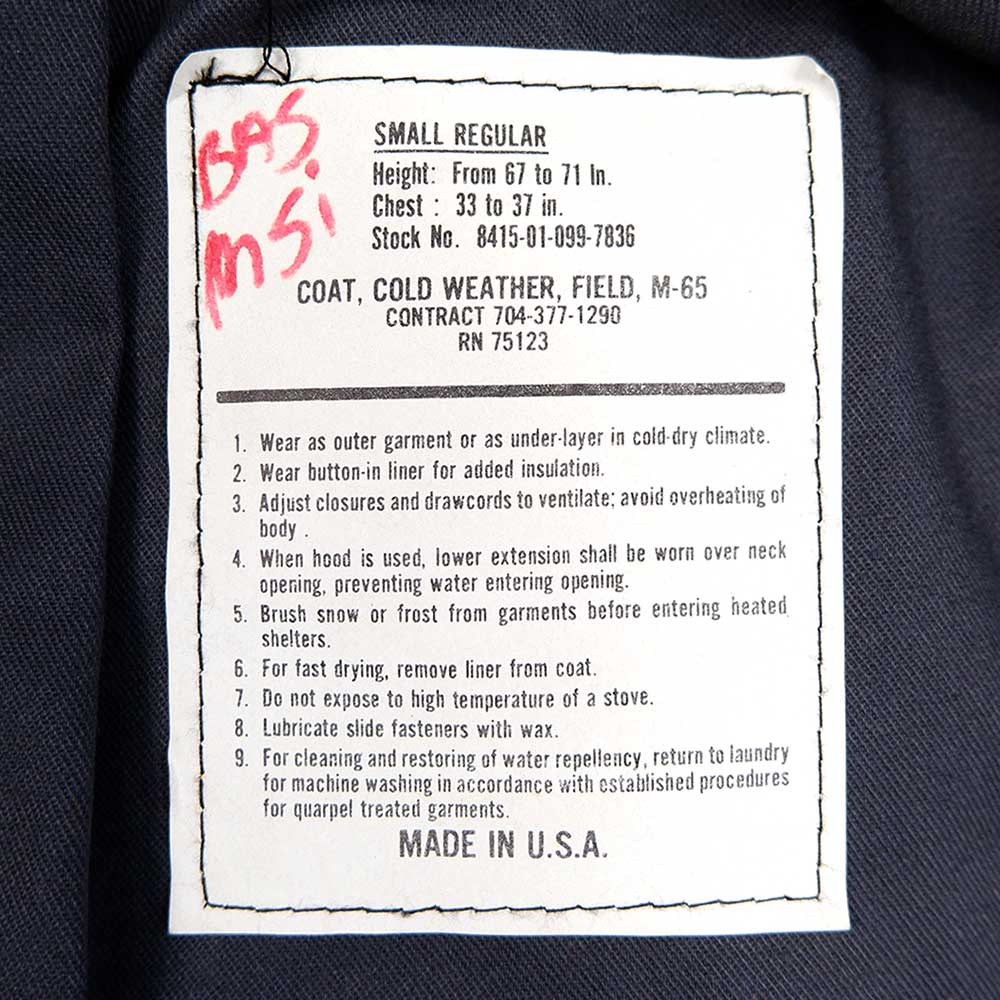 BAS.
MSI
SMALL REGULAR
Height: From 67 to 71 In.
Chest : 33 to 37 in.
Stock No. 8415-01-099-7836
COAT, COLD WEATHER, FIELD, M-65
CONTRACT 704-377-1290
RN 75123
1. Wear as outer garment or as under-layer in cold-dry climate.
2. Wear button-in liner for added insulation.
3. Adjust closures and drawcords to ventilate; avoid overheating of
body .
4. When hood is used, lower extension shall be worn over neck
opening, preventing water entering opening.
5. Brush snow or frost from garments before entering heated
shelters.
6. For fast drying, remove liner from coat.
7. Do not expose to high temperature of a stove.
8. Lubricate slide fasteners with wax.
9. For cleaning and restoring of water repellency, return to laundry
for machine washing in accordance with established procedures
for quarpel treated garments.
MADE IN U.S.A.